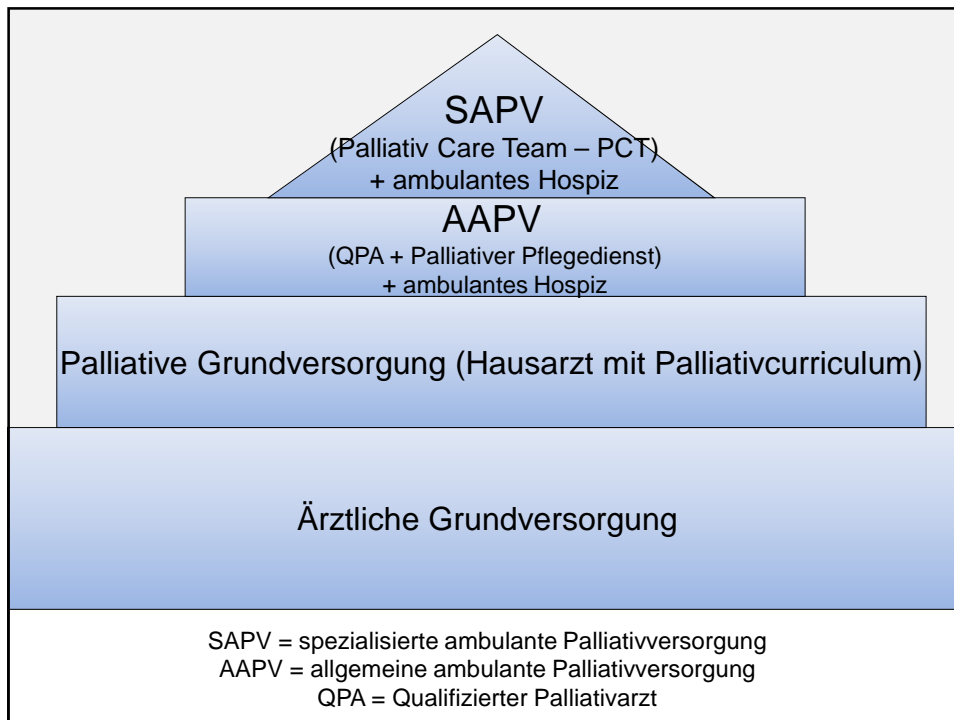 SAPV
(Palliativ Care Team – PCT)
+ ambulantes Hospiz
AAPV
(QPA + Palliativer Pflegedienst)
+ ambulantes Hospiz
Palliative Grundversorgung (Hausarzt mit Palliativcurriculum)
Ärztliche Grundversorgung
SAPV = spezialisierte ambulante Palliativversorgung
AAPV = allgemeine ambulante Palliativversorgung
QPA = Qualifizierter Palliativarzt